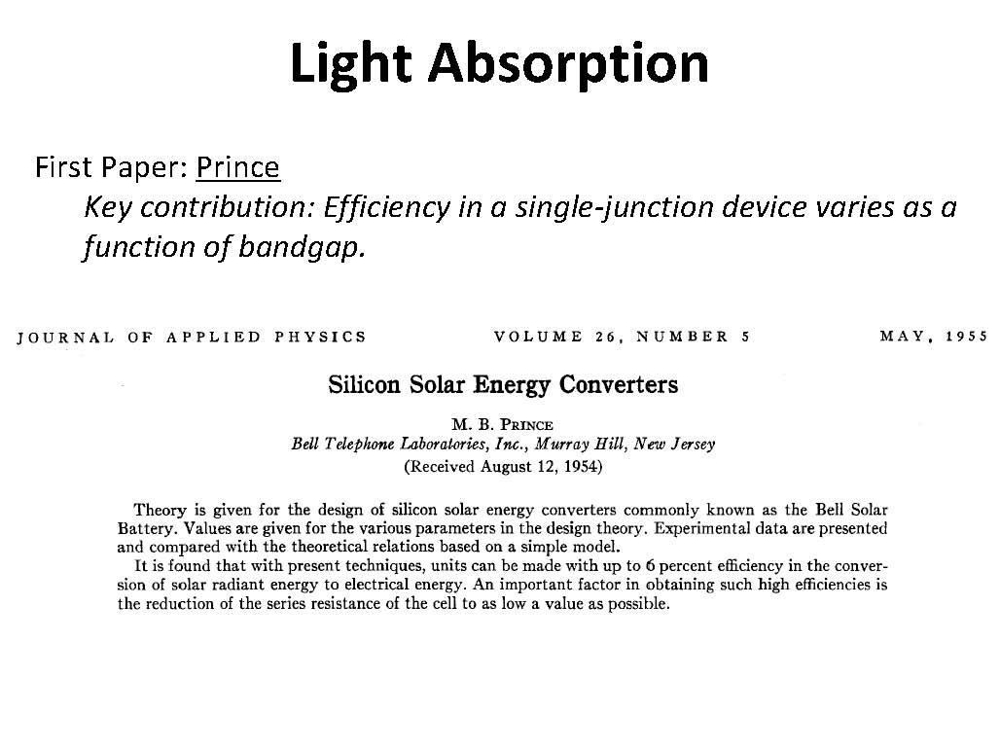 Light Absorption
First Paper: Prince
Key contribution: Efficiency in a single-junction device varies as a
function of bandgap.
JOURNAL OF APPLIED PHYSICS VOLUME 26, NUMBER 5 MAY, 1955
Silicon Solar Energy Converters
M. B. PRINCE
Bell Telephone Laboratories, Inc., Murray Hill, New Jersey
(Received August 12, 1954)
Theory is given for the design of silicon solar energy converters commonly known as the Bell Solar
Battery. Values are given for the various parameters in the design theory. Experimental data are presented
and compared with the theoretical relations based on a simple model.
It is found that with present techniques, units can be made with up to 6 percent efficiency in the conver-
sion of solar radiant energy to electrical energy. An important factor in obtaining such high efficiencies is
the reduction of the series resistance of the cell to as low a value as possible.